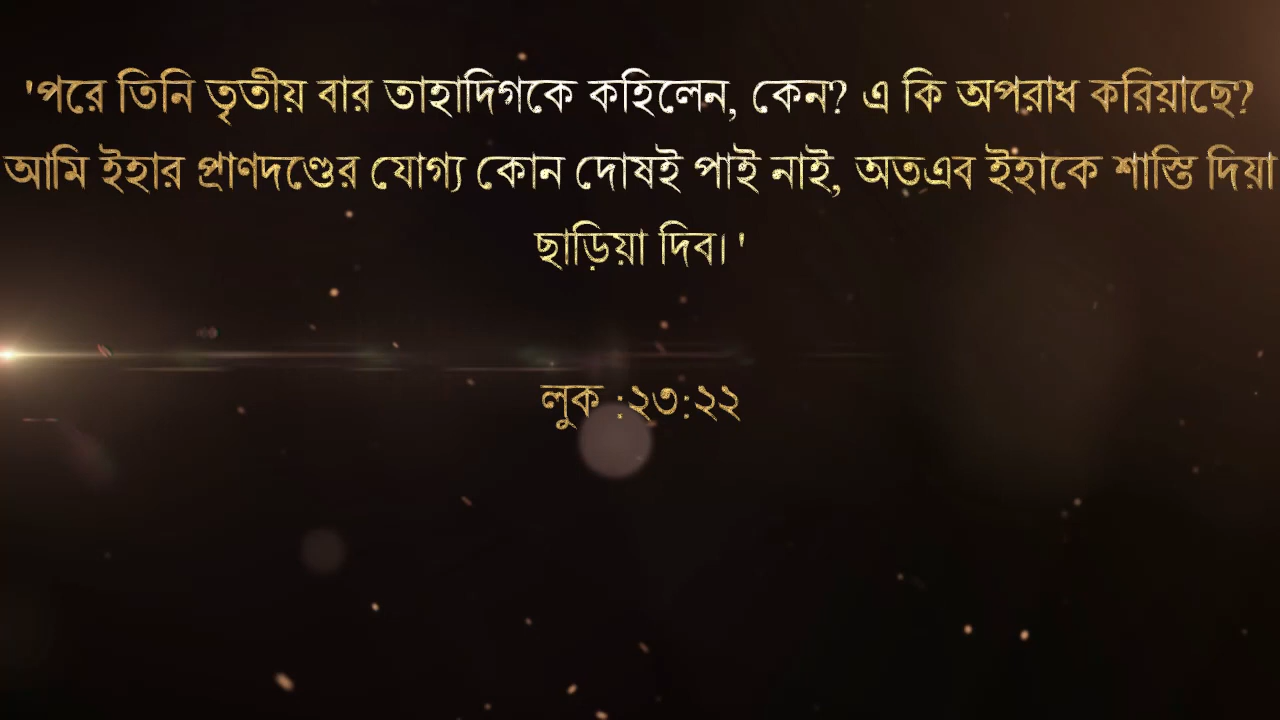 'পরে তিনি তৃতীয় বার তাহাদিগকে কহিলেন, কেন? এ কি অপরাধ করিয়াছে?
আমি ইহার প্রাণদণ্ডের যোগ্য কোন দোষই পাই নাই, অতএব ইহাকে শাস্তি দিয়া
ছাড়িয়া দিব। '
লুক :২৩:২২